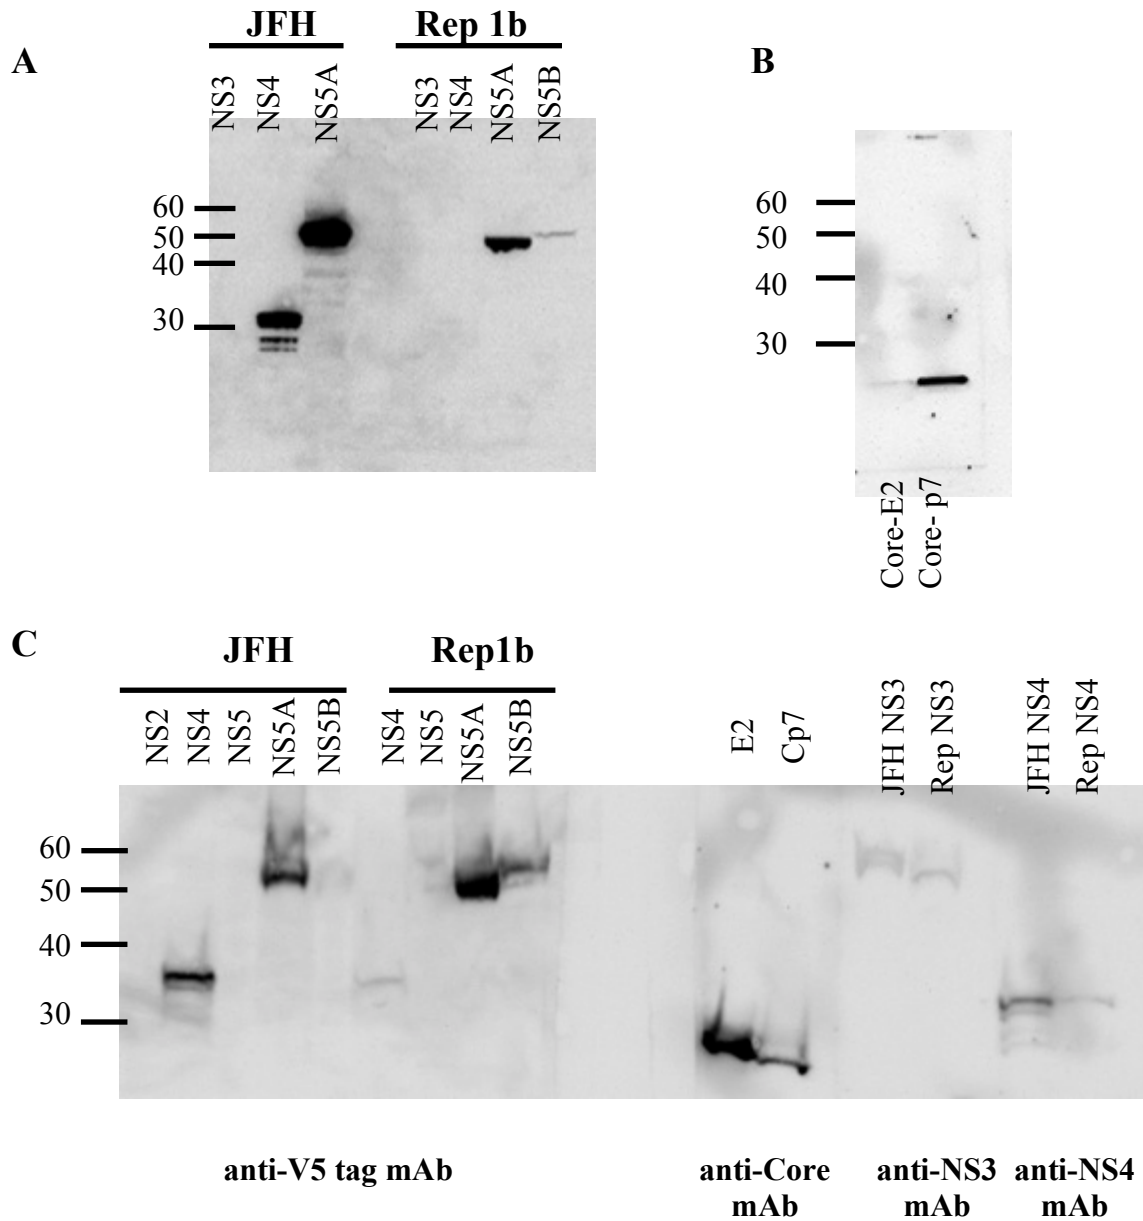 A
JFH
Rep 1b
NS3
NS4
NS5A
NS3
NS4
NS5A
NS5B
60
50
40
30
B
60
50
40
30
Core-E2
Core- p7
C
JFH
Rep1b
NS2
NS4
NS5
NS5A
NS5B
NS4
NS5
NS5A
NS5B
E2
Cp7
JFH NS3
Rep NS3
JFH NS4
Rep NS4
60
50
40
30
anti-V5 tag mAb
anti-Core
mAb
anti-NS3
mAb
anti-NS4
mAb